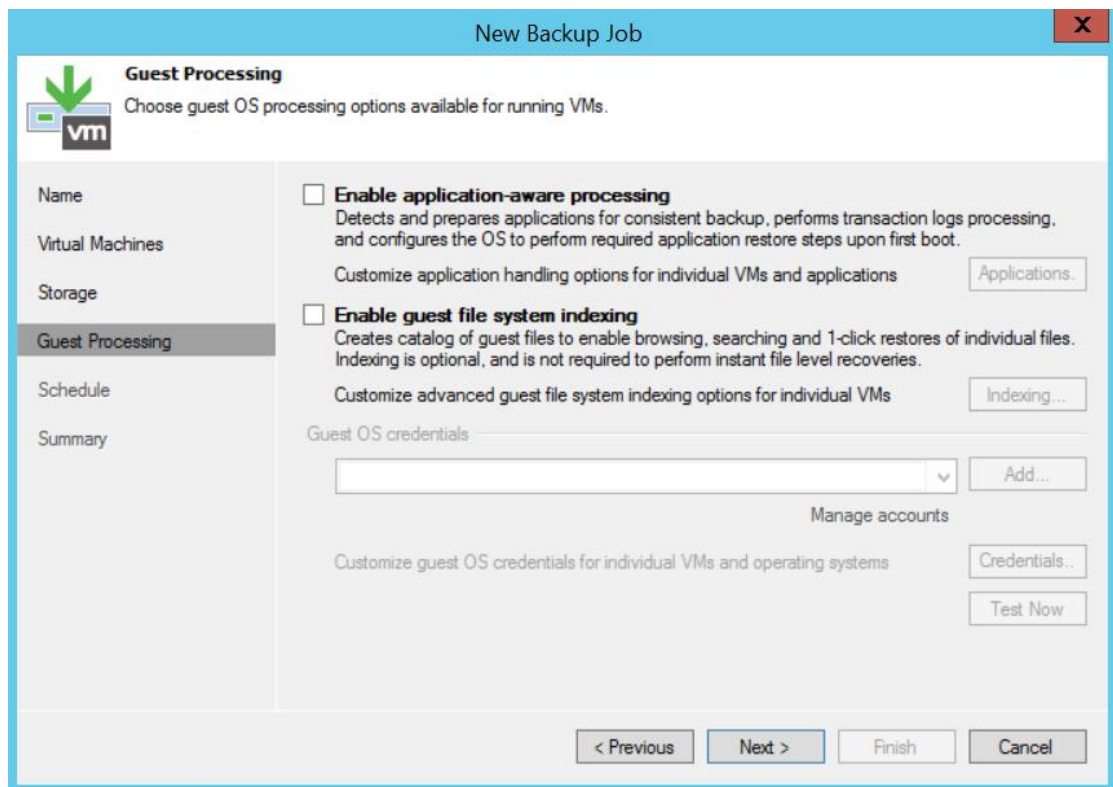 New Backup Job
X
Guest Processing
Choose guest OS processing options available for running VMs.
vm
Name
Virtual Machines
Storage
Guest Processing
Schedule
Summary
Enable application-aware processing
Detects and prepares applications for consistent backup, performs transaction logs processing,
and configures the OS to perform required application restore steps upon first boot.
Customize application handling options for individual VMs and applications
Applications.
Enable guest file system indexing
Creates catalog of guest files to enable browsing, searching and 1-click restores of individual files.
Indexing is optional, and is not required to perform instant file level recoveries.
Customize advanced guest file system indexing options for individual VMs
Indexing...
Guest OS credentials
Add...
Manage accounts
Customize guest OS credentials for individual VMs and operating systems
Credentials..
Test Now
< Previous
Next >
Finish
Cancel